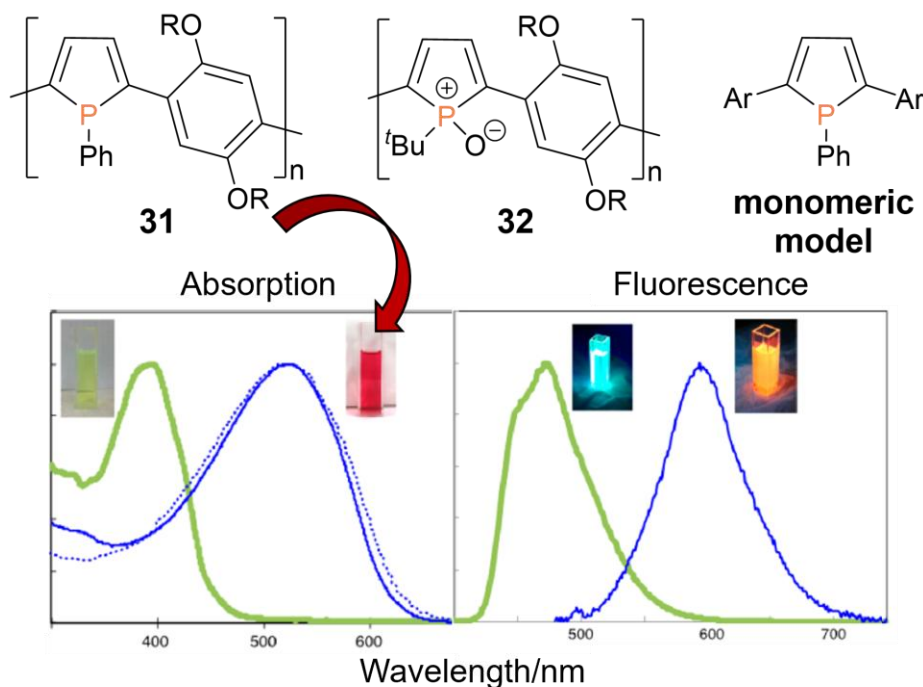 RO
RO
P
P
⊕
O
⊖
Ar
P
Ar
Ph
ᵗBu
Ph
n
n
OR
OR
31
32
monomeric
model
Absorption
Fluorescence
400
500
600
500
600
700
Wavelength/nm